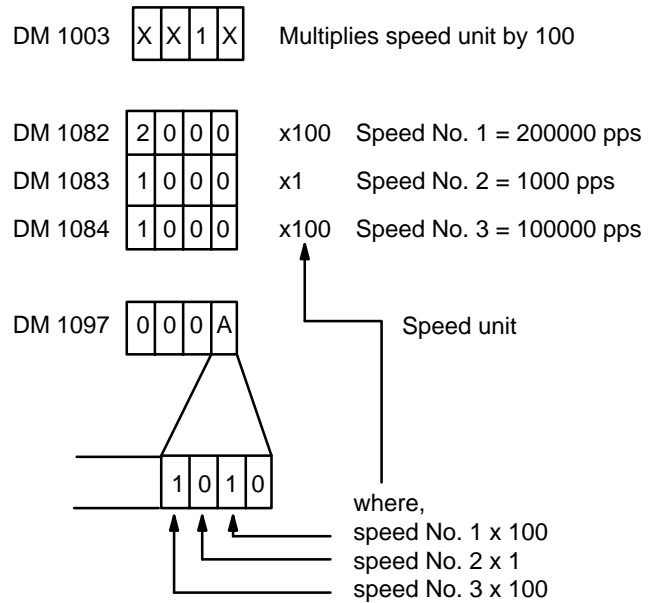 DM 1003 X X 1 X Multiplies speed unit by 100
DM 1082 2 0 0 0 x100 Speed No. 1 = 200000 pps
DM 1083 1 0 0 0 x1 Speed No. 2 = 1000 pps
DM 1084 1 0 0 0 x100 Speed No. 3 = 100000 pps
DM 1097 0 0 0 A Speed unit
1 0 1 0
where,
speed No. 1 x 100
speed No. 2 x 1
speed No. 3 x 100